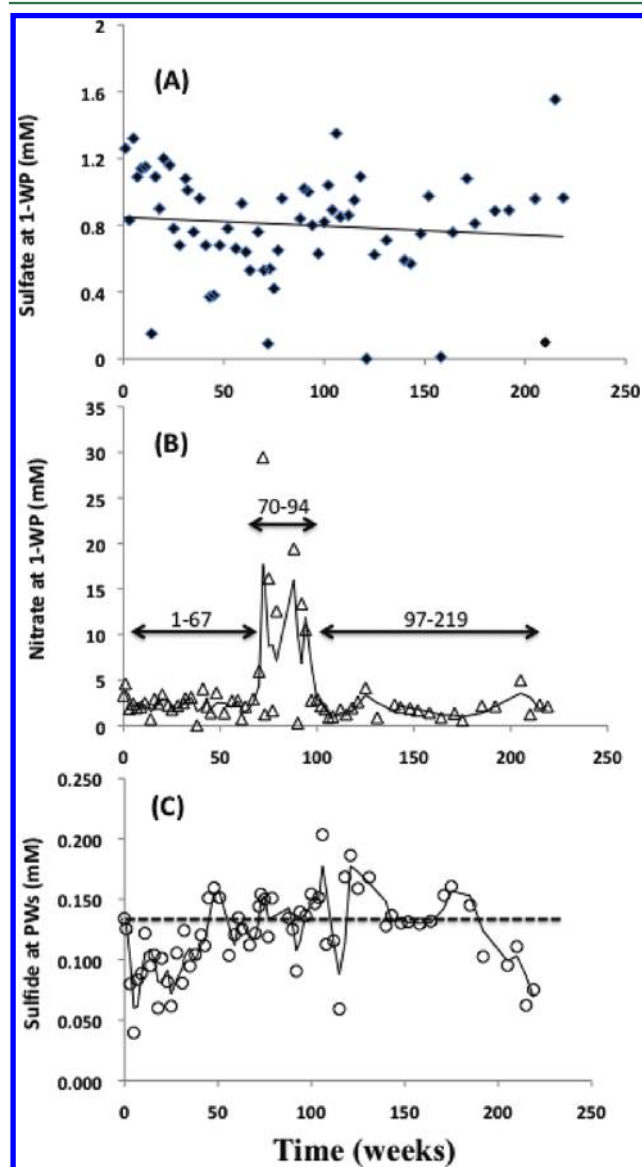 (A)
Sulfate at 1-WP (mM)
2
1.6
1.2
0.8
0.4
0
0 50 100 150 200 250
(B)
Nitrate at 1-WP (mM)
35
30
25
20
15
10
5
0
70-94
1-67
97-219
0 50 100 150 200 250
(C)
Sulfide at PWs (mM)
0.250
0.200
0.150
0.100
0.050
0.000
0 50 100 150 200 250
Time (weeks)